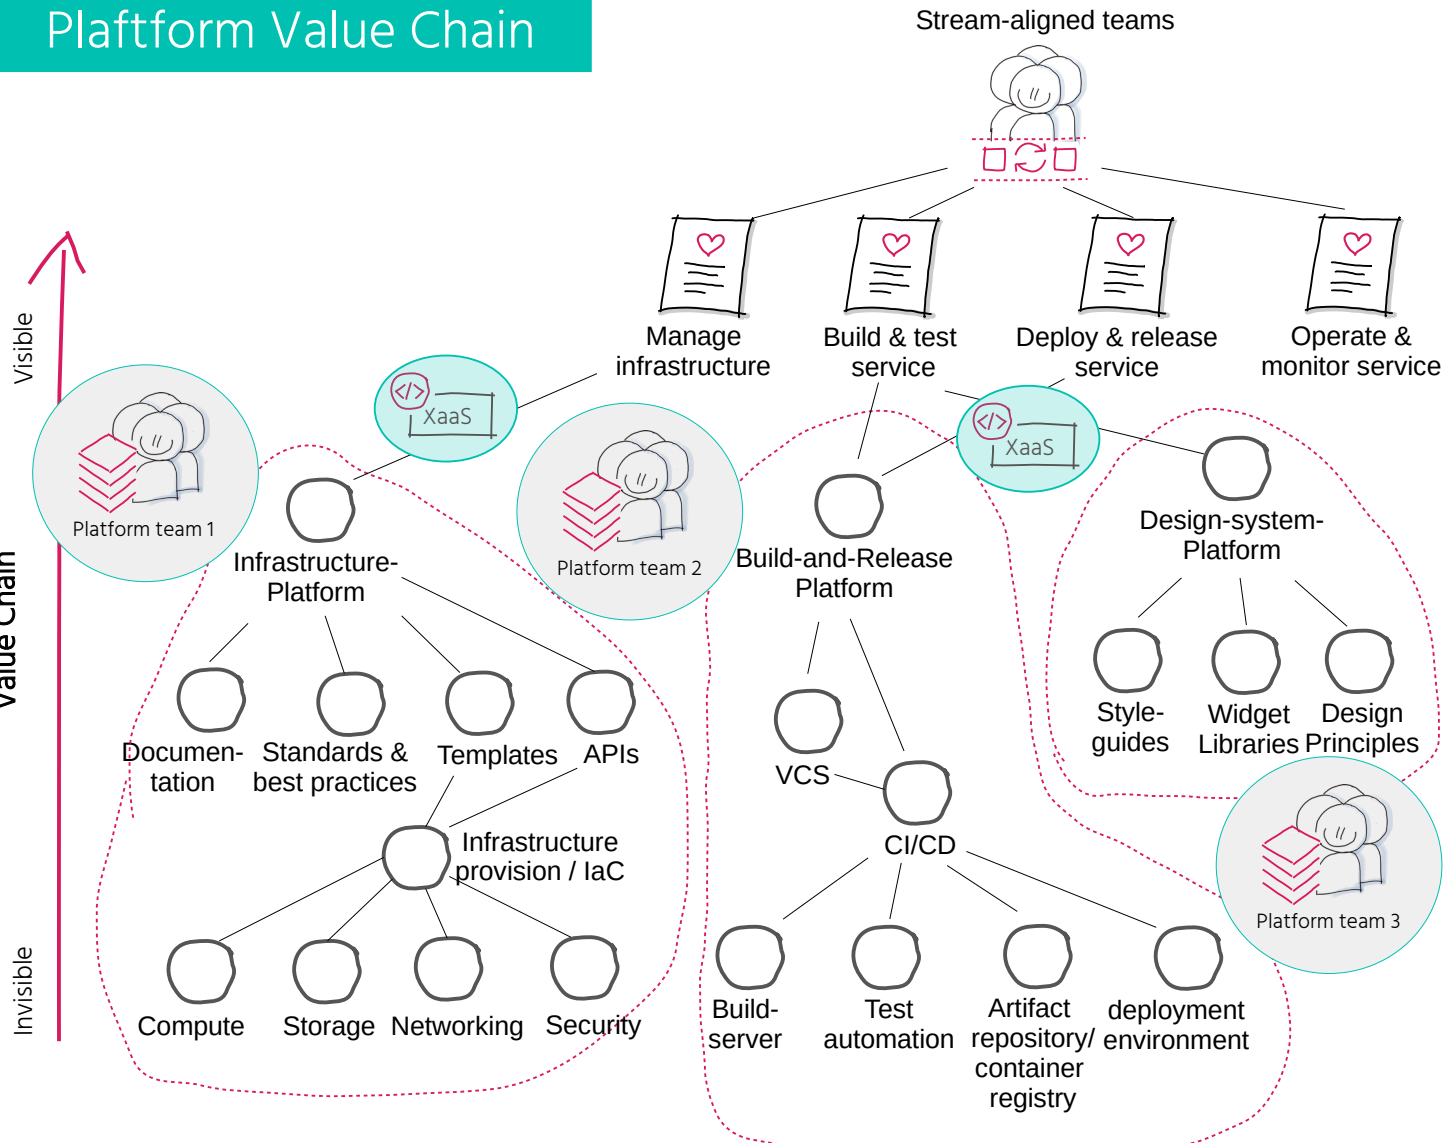 Plaftform Value Chain
Stream-aligned teams
Manage
infrastructure
Build & test
service
Deploy & release
service
Operate &
monitor service
Visible
Value Chain
Invisible
</>
XaaS
</>
XaaS
Platform team 1
Platform team 2
Infrastructure-
Platform
Build-and-Release
Platform
Design-system-
Platform
Documen-
tation
Standards &
best practices
Templates
APIs
VCS
Style-
guides
Widget
Libraries
Design
Principles
Infrastructure
provision / IaC
CI/CD
Platform team 3
Compute
Storage
Networking
Security
Build-
server
Test
automation
Artifact
repository/
container
registry
deployment
environment